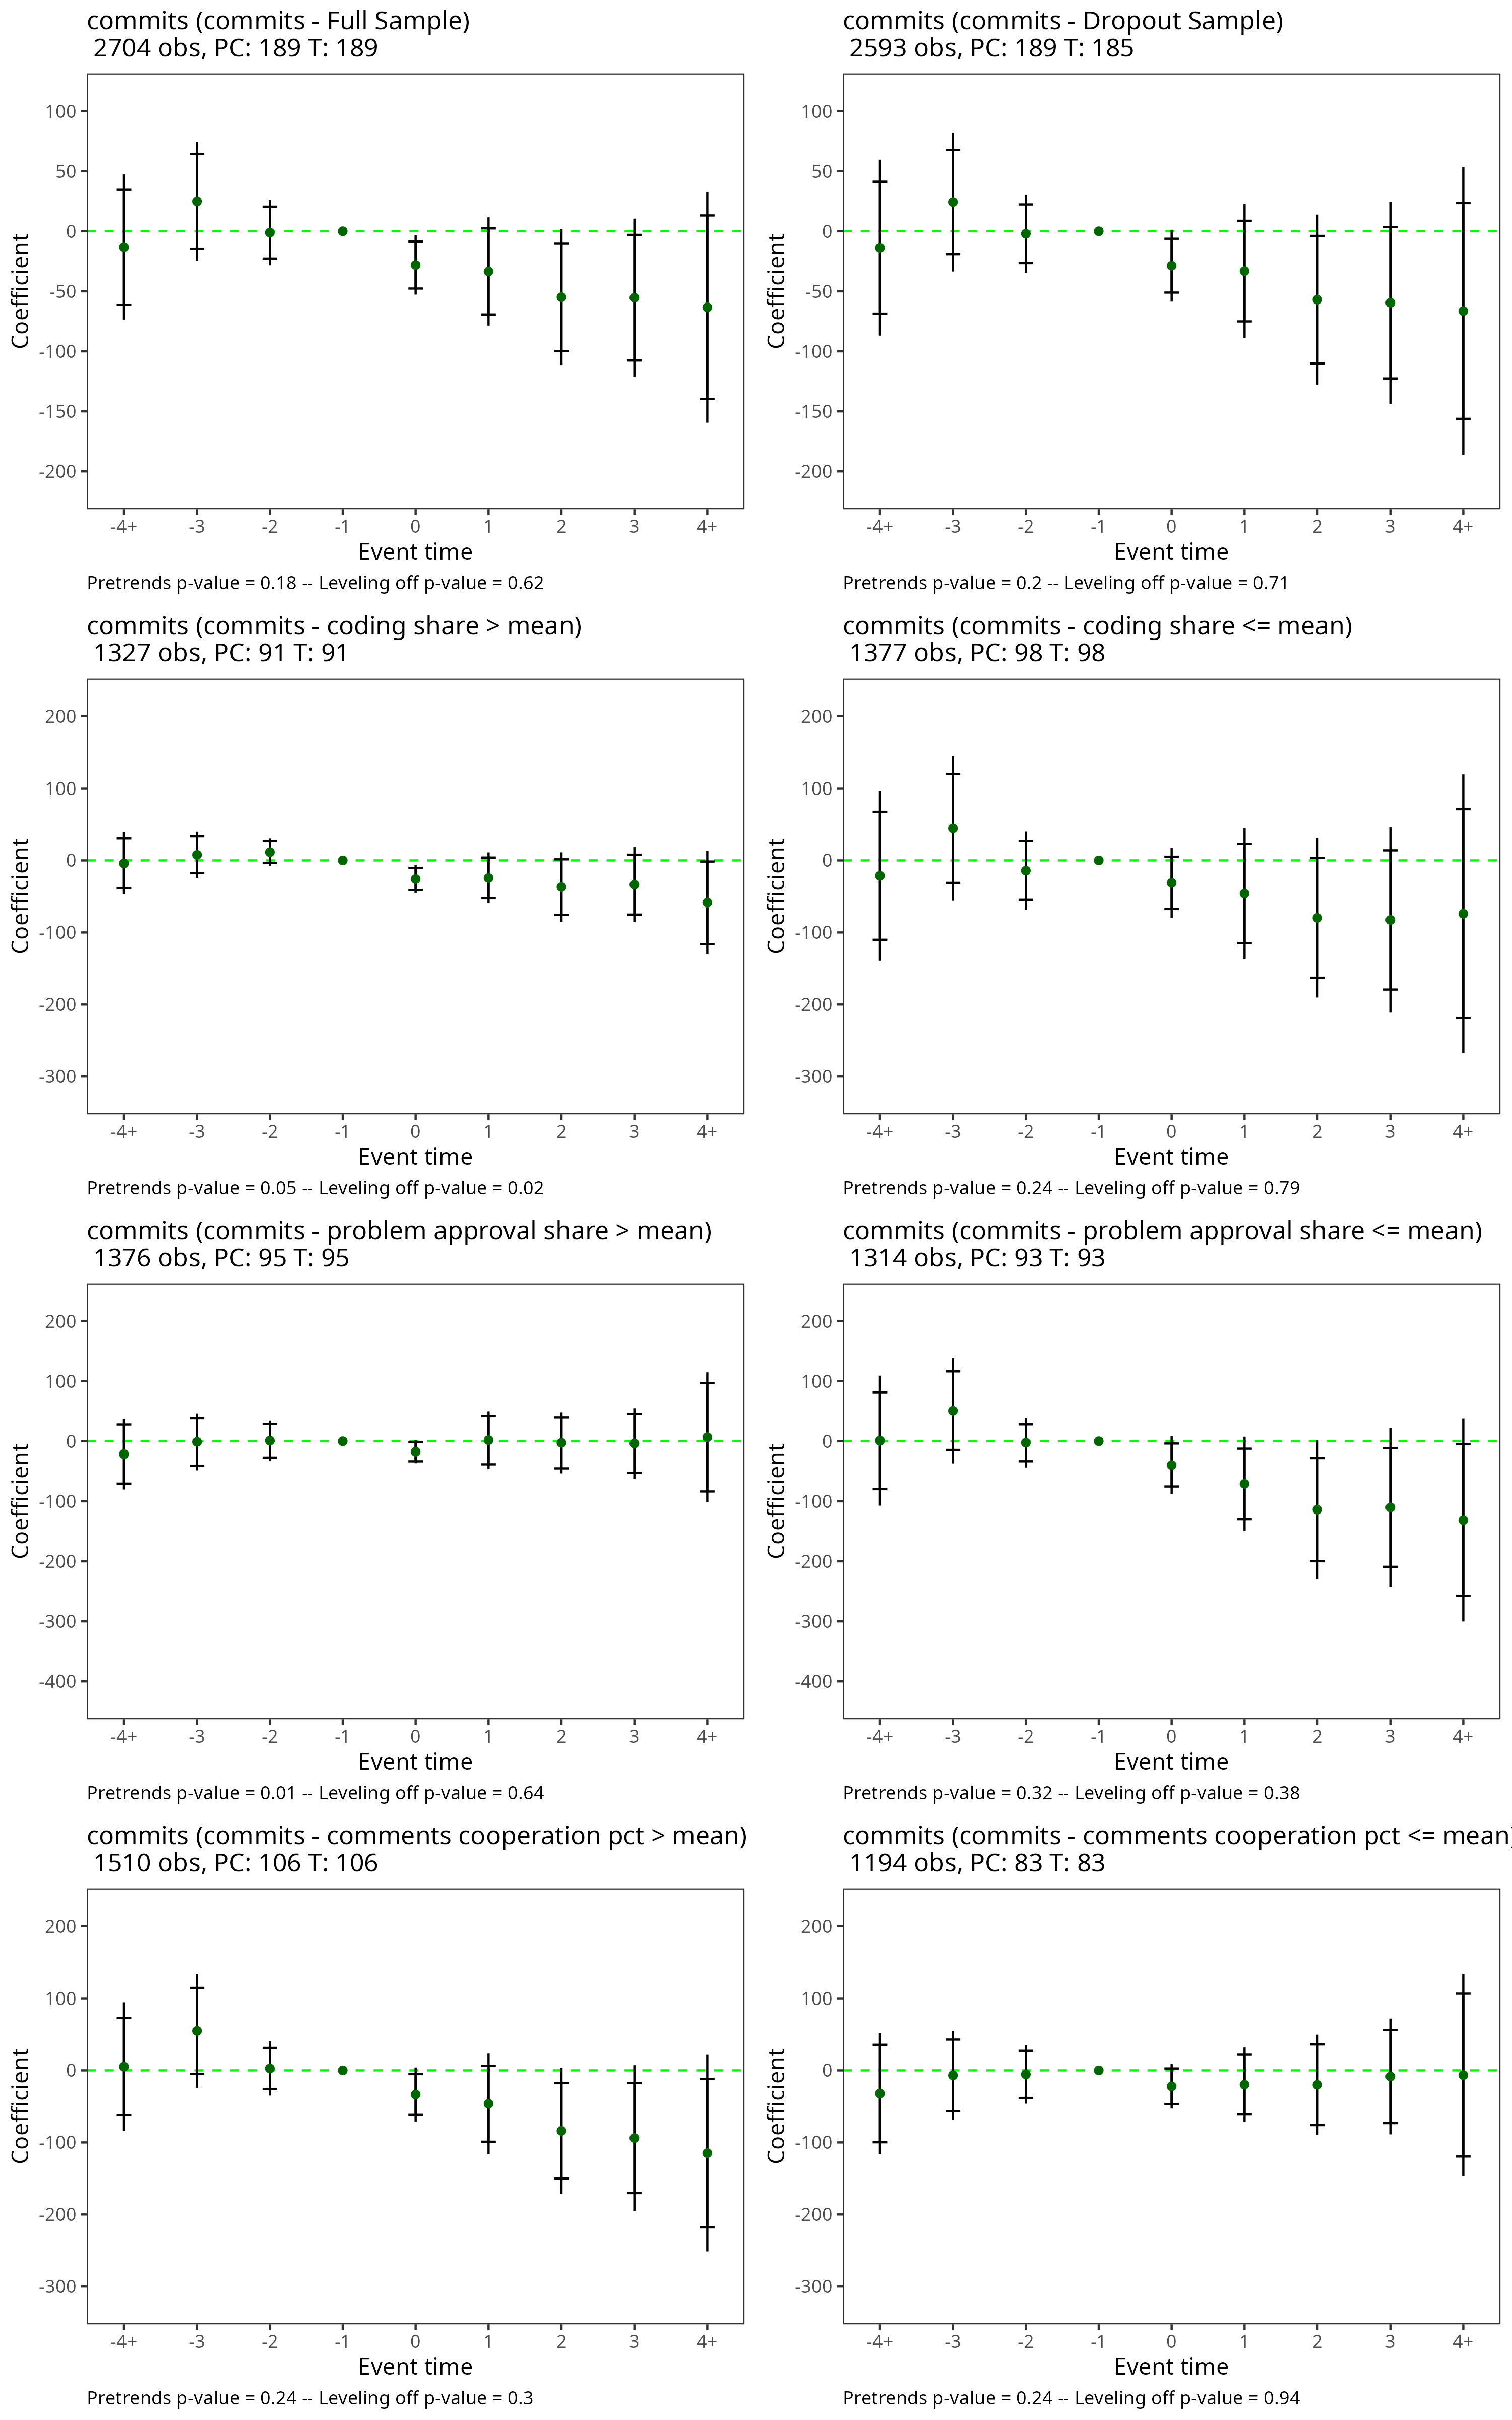 commits (commits - Full Sample)
2704 obs, PC: 189 T: 189
Coefficient
100
50
0
-50
-100
-150
-200
-4+ -3 -2 -1 0 1 2 3 4+
Event time
Pretrends p-value = 0.18 -- Leveling off p-value = 0.62
commits (commits - Dropout Sample)
2593 obs, PC: 189 T: 185
Coefficient
100
50
0
-50
-100
-150
-200
-4+ -3 -2 -1 0 1 2 3 4+
Event time
Pretrends p-value = 0.2 -- Leveling off p-value = 0.71
commits (commits - coding share > mean)
1327 obs, PC: 91 T: 91
Coefficient
200
100
0
-100
-200
-300
-4+ -3 -2 -1 0 1 2 3 4+
Event time
Pretrends p-value = 0.05 -- Leveling off p-value = 0.02
commits (commits - coding share <= mean)
1377 obs, PC: 98 T: 98
Coefficient
200
100
0
-100
-200
-300
-4+ -3 -2 -1 0 1 2 3 4+
Event time
Pretrends p-value = 0.24 -- Leveling off p-value = 0.79
commits (commits - problem approval share > mean)
1376 obs, PC: 95 T: 95
Coefficient
200
100
0
-100
-200
-300
-400
-4+ -3 -2 -1 0 1 2 3 4+
Event time
Pretrends p-value = 0.01 -- Leveling off p-value = 0.64
commits (commits - problem approval share <= mean)
1314 obs, PC: 93 T: 93
Coefficient
200
100
0
-100
-200
-300
-400
-4+ -3 -2 -1 0 1 2 3 4+
Event time
Pretrends p-value = 0.32 -- Leveling off p-value = 0.38
commits (commits - comments cooperation pct > mean)
1510 obs, PC: 106 T: 106
Coefficient
200
100
0
-100
-200
-300
-4+ -3 -2 -1 0 1 2 3 4+
Event time
Pretrends p-value = 0.24 -- Leveling off p-value = 0.3
commits (commits - comments cooperation pct <= mean)
1194 obs, PC: 83 T: 83
Coefficient
200
100
0
-100
-200
-300
-4+ -3 -2 -1 0 1 2 3 4+
Event time
Pretrends p-value = 0.24 -- Leveling off p-value = 0.94